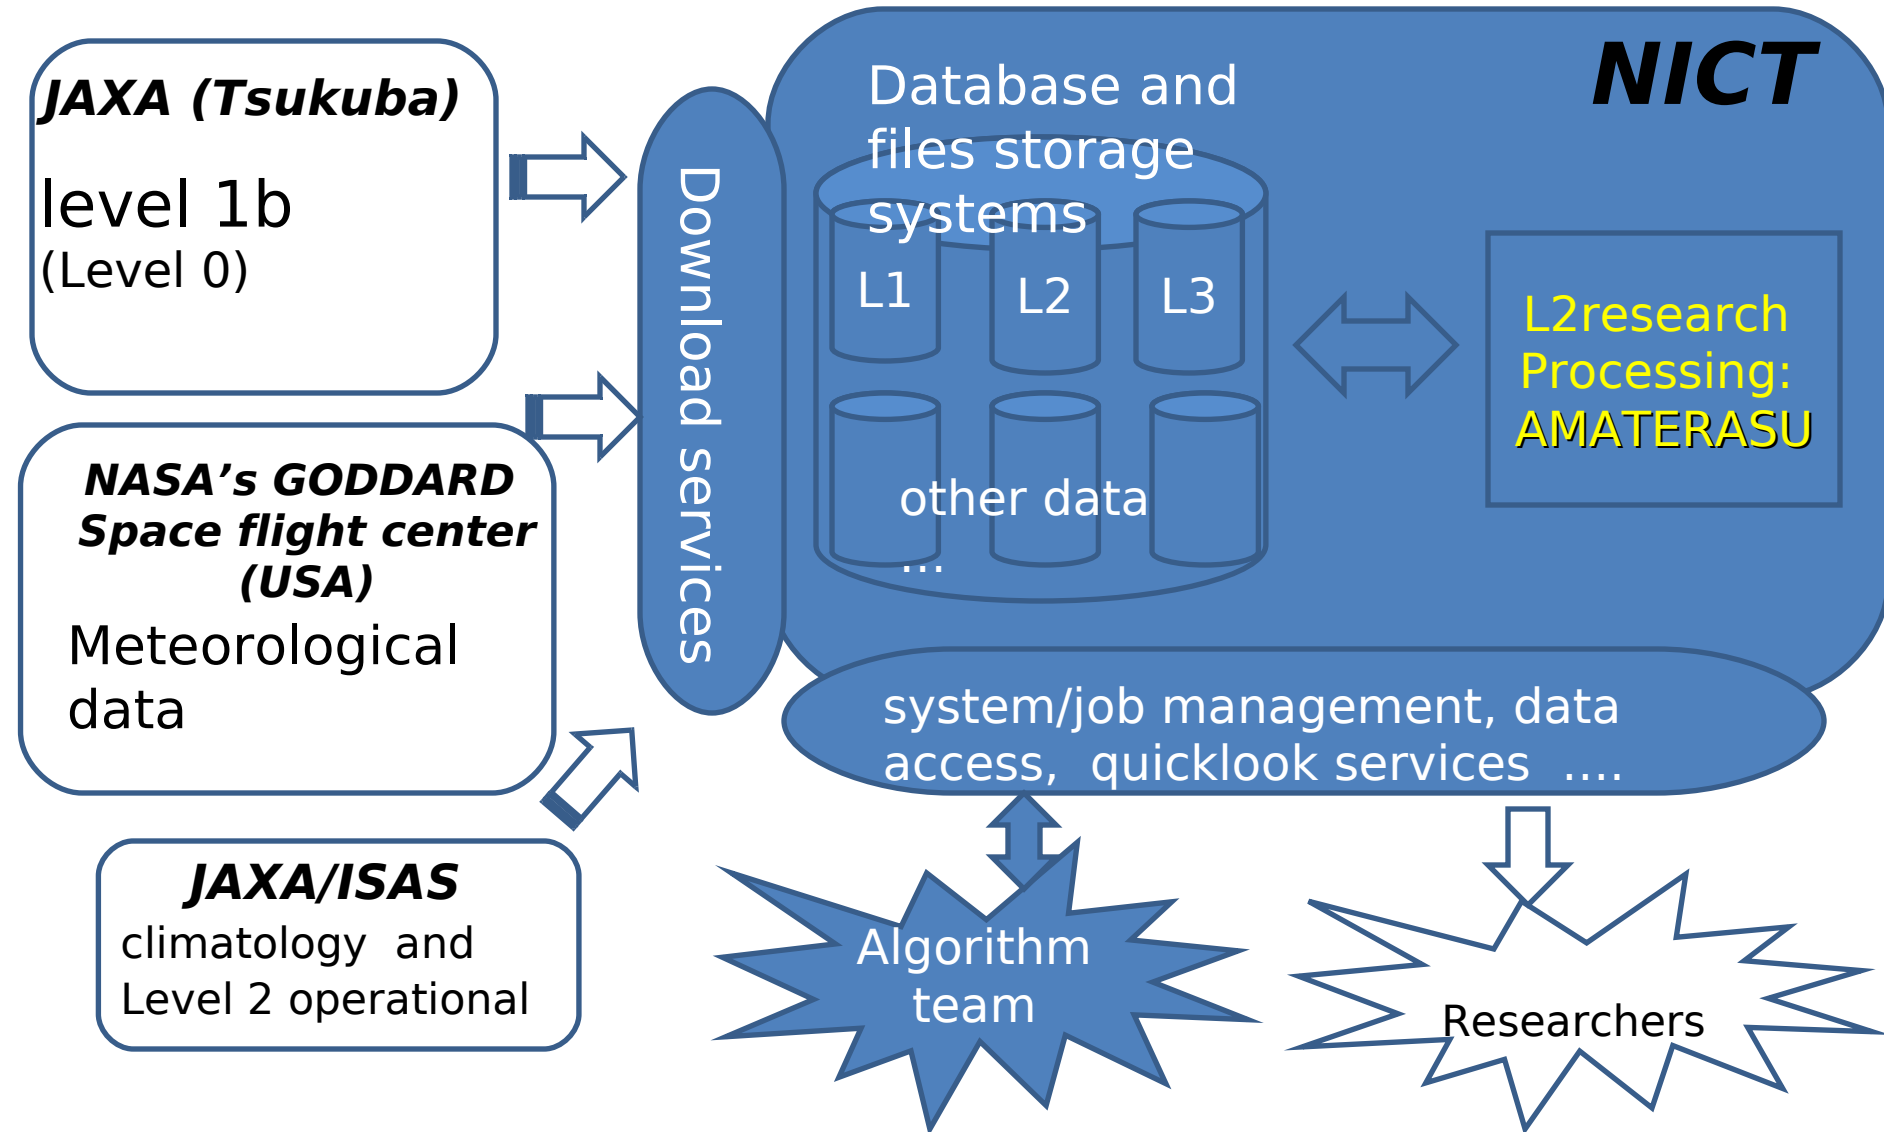 JAXA (Tsukuba)
level 1b
(Level 0)
NASA’s GODDARD
Space flight center
(USA)
Meteorological
data
JAXA/ISAS
climatology  and
Level 2 operational
Download services
NICT
Database and
files storage
systems
L1
L2
L3
other data
...
L2research
Processing:
AMATERASU
system/job management, data
access,  quicklook services  ….
Algorithm
team
Researchers